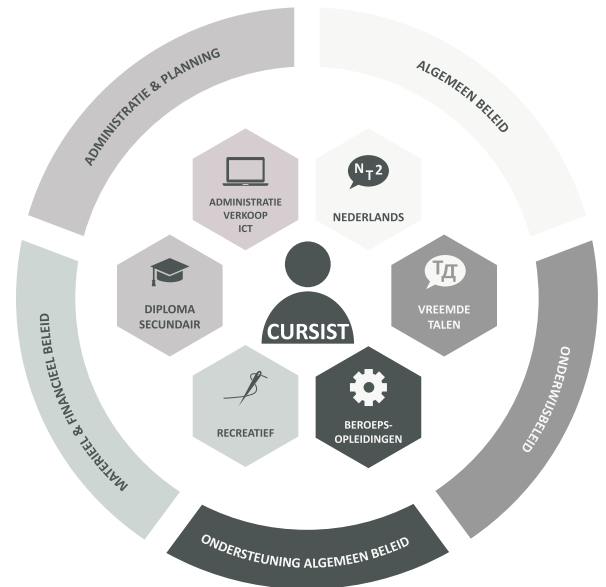 ADMINISTRATIE & PLANNING
ALGEMEEN BELEID
ADMINISTRATIE
VERKOOP
ICT
NT2
NEDERLANDS
DIPLOMA
SECUNDAIR
CURSIST
ТД
VREEMDE
TALEN
RECREATIEF
BEROEPS-
OPLEIDINGEN
MATERIEEL & FINANCIEEL BELEID
ONDERWIJSBELEID
ONDERSTEUNING ALGEMEEN BELEID